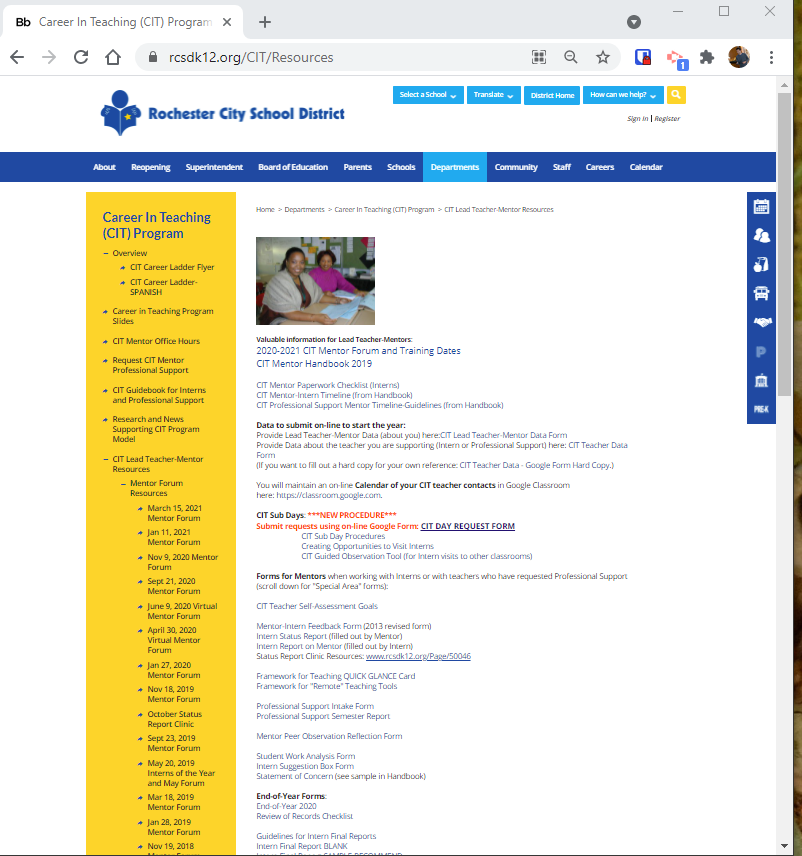 Bb Career In Teaching (CIT) Program
rcsdk12.org/CIT/Resources
1
Rochester City School District
Select a School
Translate
District Home
How can we help?
Sign In | Register
About Reopening Superintendent Board of Education Parents Schools Departments Community Staff Careers Calendar
Career In Teaching
(CIT) Program
Overview
CIT Career Ladder Flyer
CIT Career Ladder-
SPANISH
Career in Teaching Program
Slides
CIT Mentor Office Hours
Request CIT Mentor
Professional Support
CIT Guidebook for Interns
and Professional Support
Research and News
Supporting CIT Program
Model
CIT Lead Teacher-Mentor
Resources
Mentor Forum
Resources
March 15, 2021
Mentor Forum
Jan 11, 2021
Mentor Forum
Nov 9, 2020 Mentor
Forum
Sept 21, 2020
Mentor Forum
June 9, 2020 Virtual
Mentor Forum
April 30, 2020
Virtual Mentor
Forum
Jan 27, 2020
Mentor Forum
Nov 18, 2019
Mentor Forum
October Status
Report Clinic
Sept 23, 2019
Mentor Forum
May 20, 2019
Interns of the Year
and May Forum
Mar 18, 2019
Mentor Forum
Jan 28, 2019
Mentor Forum
Nov 19, 2018
Home > Departments > Career In Teaching (CIT) Program > CIT Lead Teacher-Mentor Resources
Valuable information for Lead Teacher-Mentors:
2020-2021 CIT Mentor Forum and Training Dates
CIT Mentor Handbook 2019
CIT Mentor Paperwork Checklist (Interns)
CIT Mentor-Intern Timeline (from Handbook)
CIT Professional Support Mentor Timeline-Guidelines (from Handbook)
Data to submit on-line to start the year:
Provide Lead Teacher-Mentor Data (about you) here:CIT Lead Teacher-Mentor Data Form
Provide Data about the teacher you are supporting (Intern or Professional Support) here: CIT Teacher Data
Form
(If you want to fill out a hard copy for your own reference: CIT Teacher Data - Google Form Hard Copy.)
You will maintain an on-line Calendar of your CIT teacher contacts in Google Classroom
here: https://classroom.google.com.
CIT Sub Days: ***NEW PROCEDURE***
Submit requests using on-line Google Form: CIT DAY REQUEST FORM
CIT Sub Day Procedures
Creating Opportunities to Visit Interns
CIT Guided Observation Tool (for Intern visits to other classrooms)
Forms for Mentors when working with Interns or with teachers who have requested Professional Support
(scroll down for "Special Area" forms):
CIT Teacher Self-Assessment Goals
Mentor-Intern Feedback Form (2013 revised form)
Intern Status Report (filled out by Mentor)
Intern Report on Mentor (filled out by Intern)
Status Report Clinic Resources: www.rcsdk12.org/Page/50046
Framework for Teaching QUICK GLANCE Card
Framework for "Remote" Teaching Tools
Professional Support Intake Form
Professional Support Semester Report
Mentor Peer Observation Reflection Form
Student Work Analysis Form
Intern Suggestion Box Form
Statement of Concern (see sample in Handbook)
End-of-Year Forms:
End-of-Year 2020
Review of Records Checklist
Guidelines for Intern Final Reports
Intern Final Report BLANK
P
PRE-K